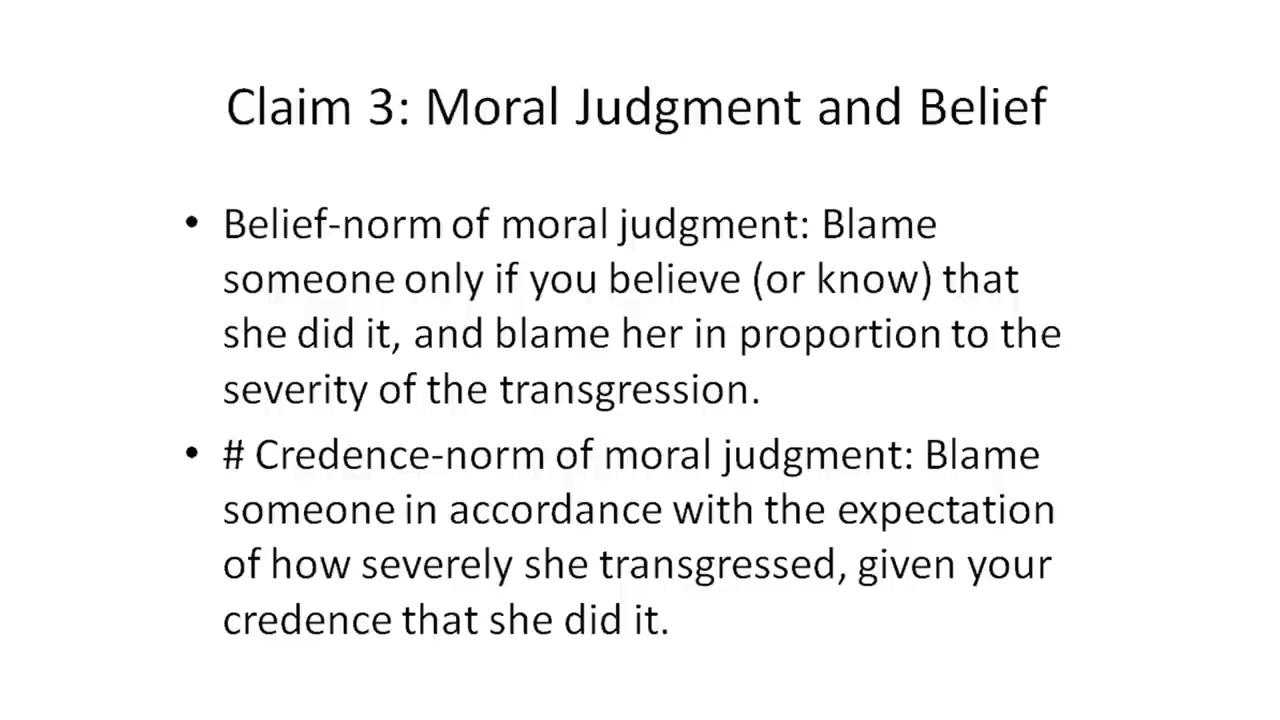 Claim 3: Moral Judgment and Belief
• Belief-norm of moral judgment: Blame
someone only if you believe (or know) that
she did it, and blame her in proportion to the
severity of the transgression.
• # Credence-norm of moral judgment: Blame
someone in accordance with the expectation
of how severely she transgressed, given your
credence that she did it.